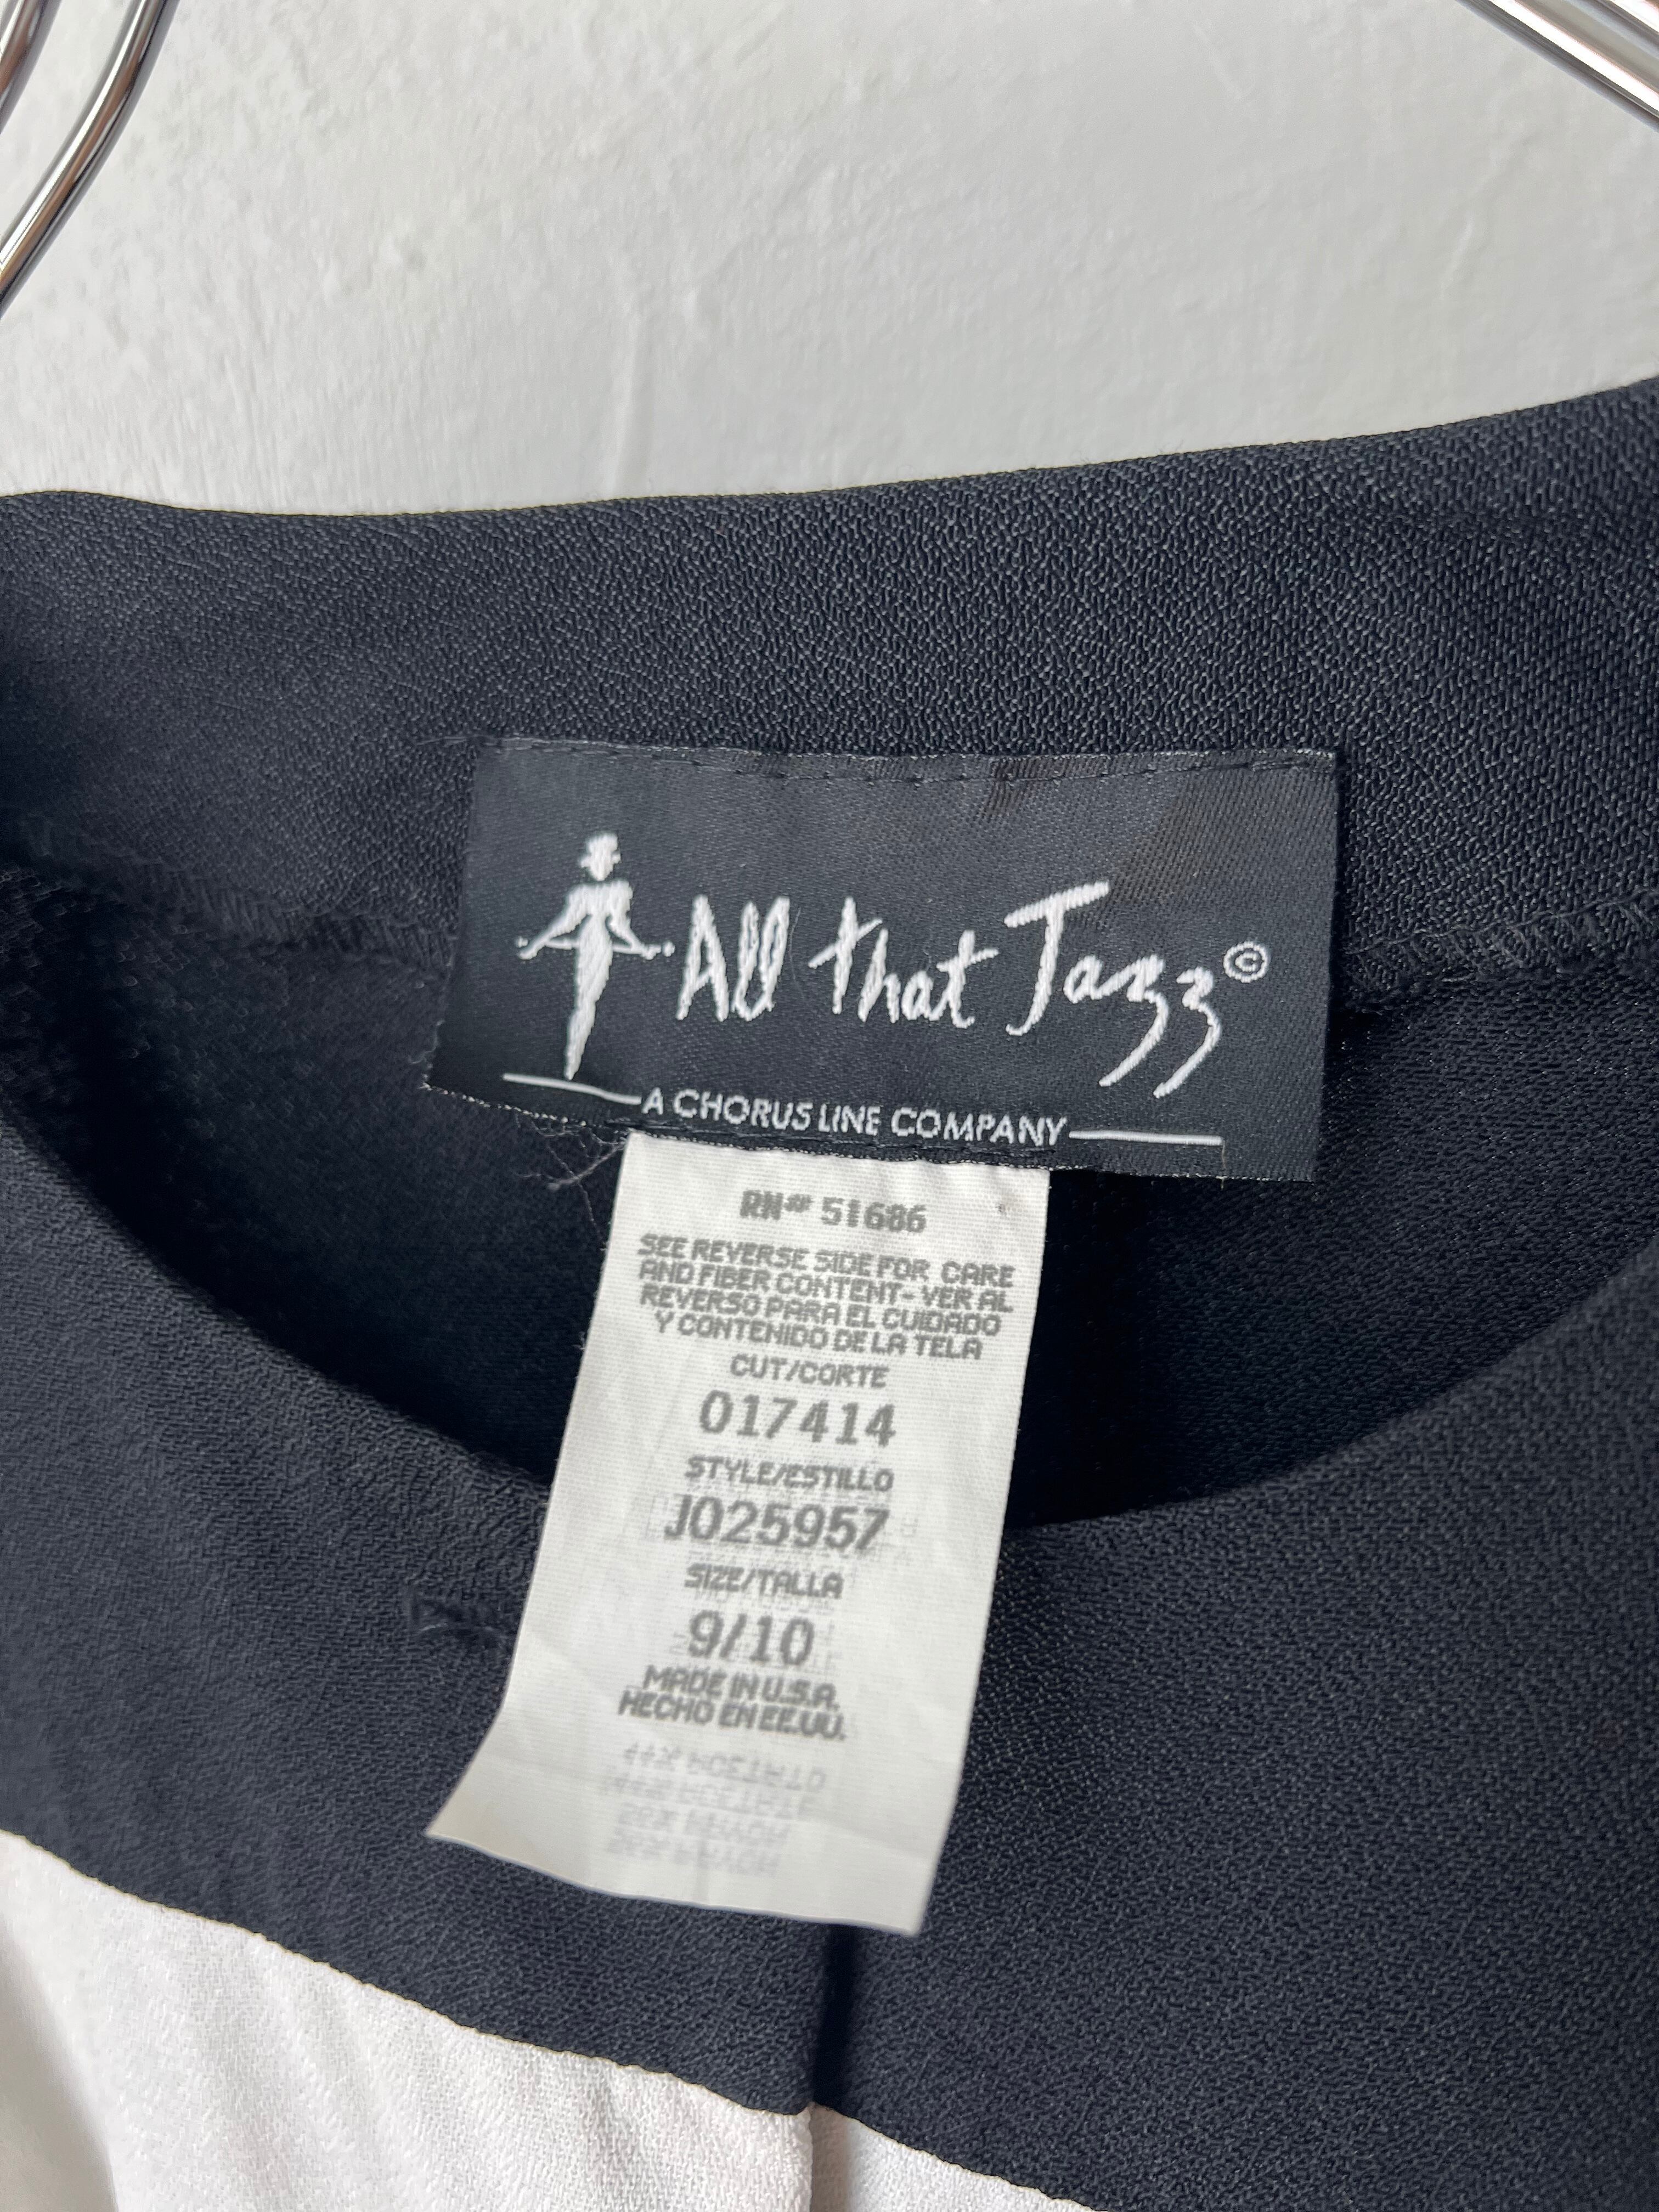 All that Jazz©
A CHORUS LINE COMPANY
RN# 51686
SEE REVERSE SIDE FOR CARE
AND FIBER CONTENT- VER AL
REVERSO PARA EL CUIDADO
Y CONTENIDO DE LA TELA
CUT/CORTE
017414
STYLE/ESTILLO
J025957
SIZE/TALLA
9/10
MADE IN U.S.A.
HECHO EN EE.UU.